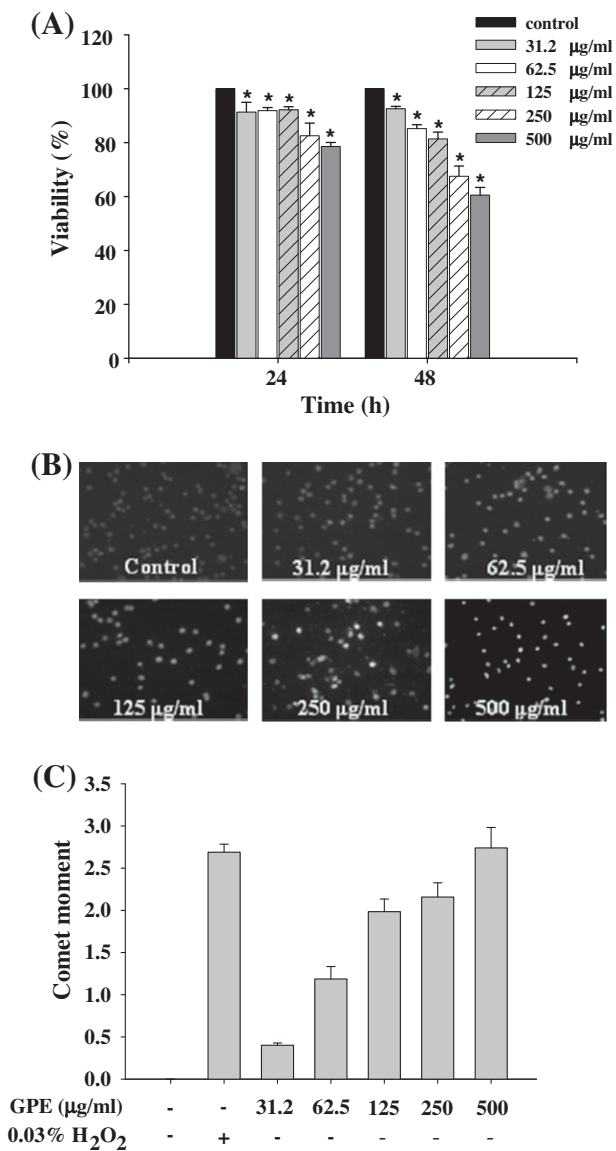 (A)
control
31.2 μg/ml
62.5 μg/ml
125 μg/ml
250 μg/ml
500 μg/ml
120
100
80
60
40
20
0
Viability (%)
* * * * *
* * * * *
24 48
Time (h)
(B)
Control 31.2 μg/ml 62.5 μg/ml
125 μg/ml 250 μg/ml 500 μg/ml
(C)
3.5
3.0
2.5
2.0
1.5
1.0
0.5
0.0
Comet moment
GPE (μg/ml) - - 31.2 62.5 125 250 500
0.03% H₂O₂ - + - - - - -